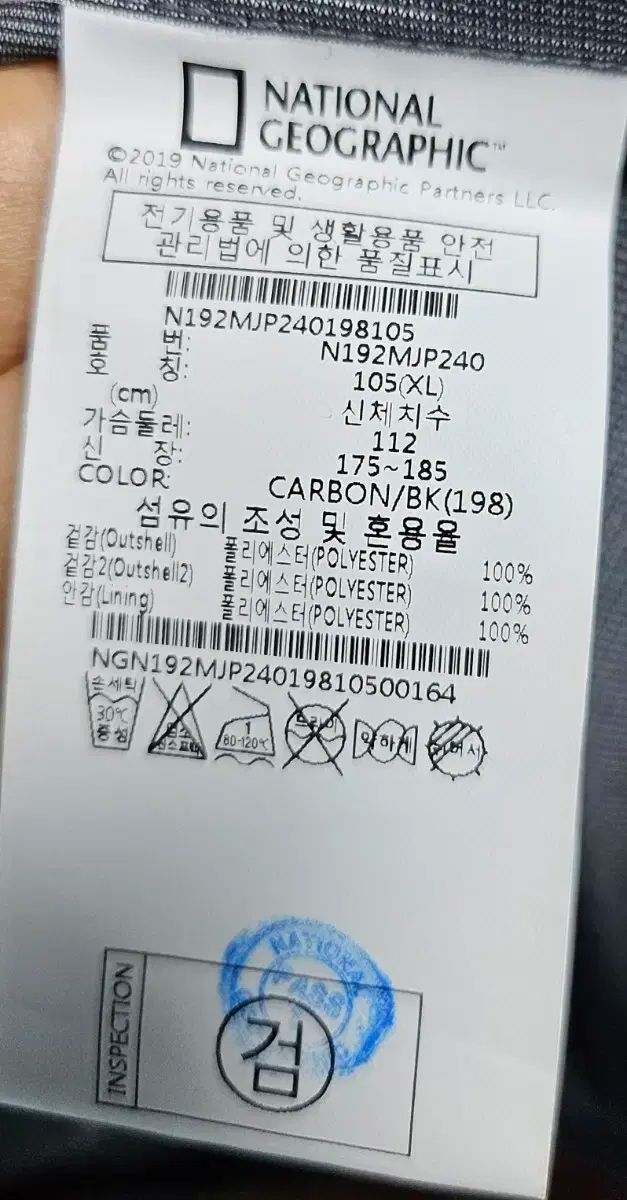 NATIONAL
GEOGRAPHIC™
©2019 National Geographic Partners LLC.
All rights reserved.
전기용품 및 생활용품 안전
관리법에 의한 품질표시
N192MJP240198105
품 번: N192MJP240
호 칭: 105(XL)
(cm) 신체치수
가슴둘레: 112
신 장: 175~185
COLOR: CARBON/BK(198)
섬유의 조성 및 혼용율
겉감(Outshell) 폴리에스터(POLYESTER) 100%
겉감2(Outshell2) 폴리에스터(POLYESTER) 100%
안감(Lining) 폴리에스터(POLYESTER) 100%
NGN192MJP24019810500164
손세탁
30℃
중성
1
80-120℃
드라이
약하게
INSPECTION
NATIONAL
PASS
검